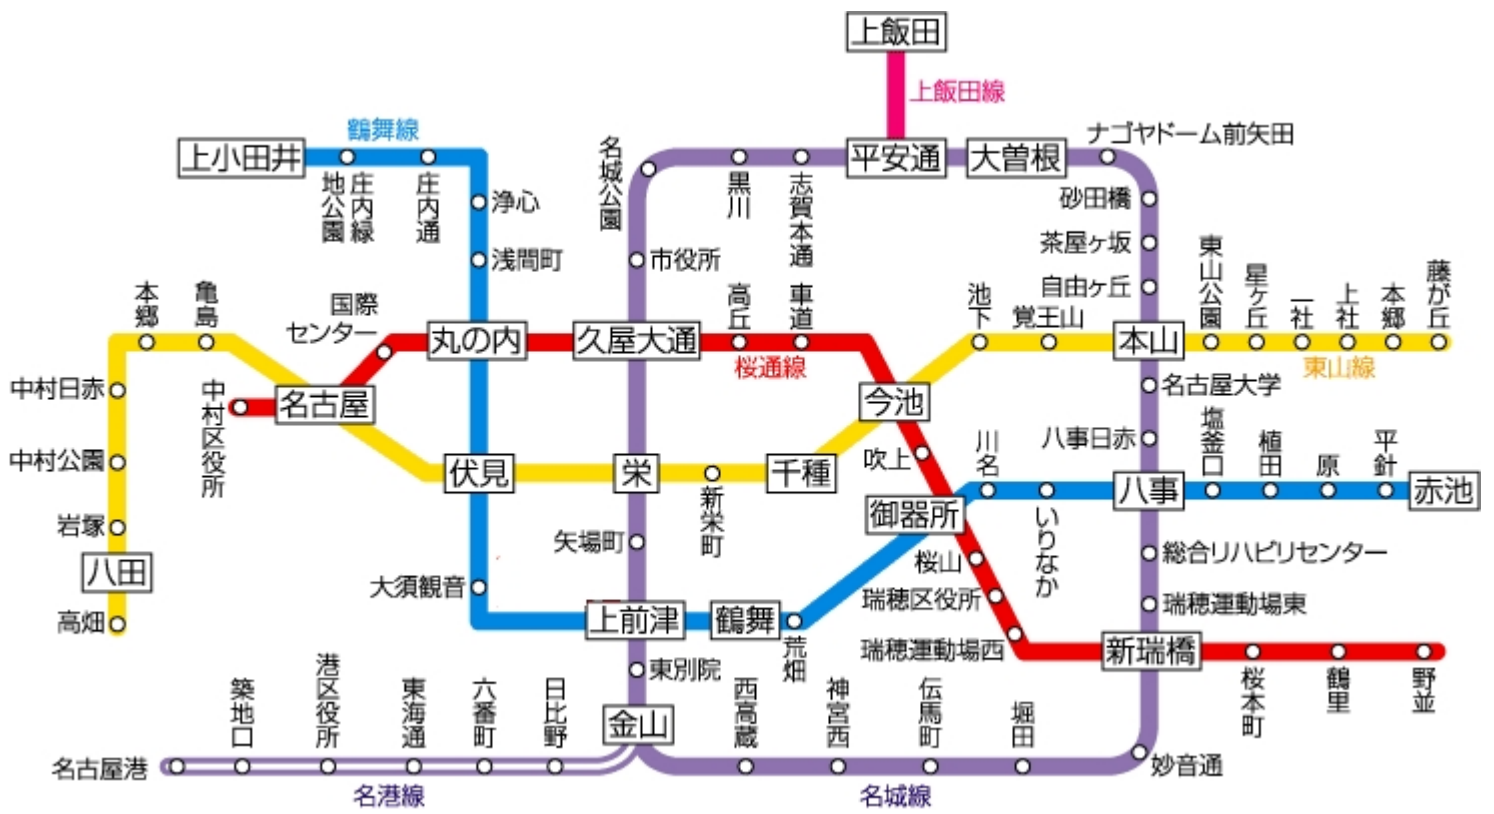 上飯田
上飯田線
鶴舞線
上小田井
庄内緑
地公園
庄内通
浄心
浅間町
名城公園
黒川
志賀本通
平安通
大曽根
ナゴヤドーム前矢田
砂田橋
茶屋ヶ坂
自由ヶ丘
市役所
本郷
亀島
国際
センター
丸の内
久屋大通
高丘
車道
桜通線
池下
覚王山
本山
東山公園
星ヶ丘
一社
上社
本郷
藤が丘
東山線
中村日赤
中村区役所
名古屋
今池
名古屋大学
中村公園
伏見
栄
新栄町
千種
吹上
川名
八事日赤
塩釜口
植田
原
平針
御器所
いりなか
八事
赤池
岩塚
矢場町
総合リハビリセンター
八田
大須観音
桜山
瑞穂区役所
瑞穂運動場東
高畑
上前津
鶴舞
荒畑
瑞穂運動場西
新瑞橋
桜本町
鶴里
野並
東別院
金山
築地口
港区役所
東海通
六番町
日比野
西高蔵
神宮西
伝馬町
堀田
名古屋港
妙音通
名港線
名城線